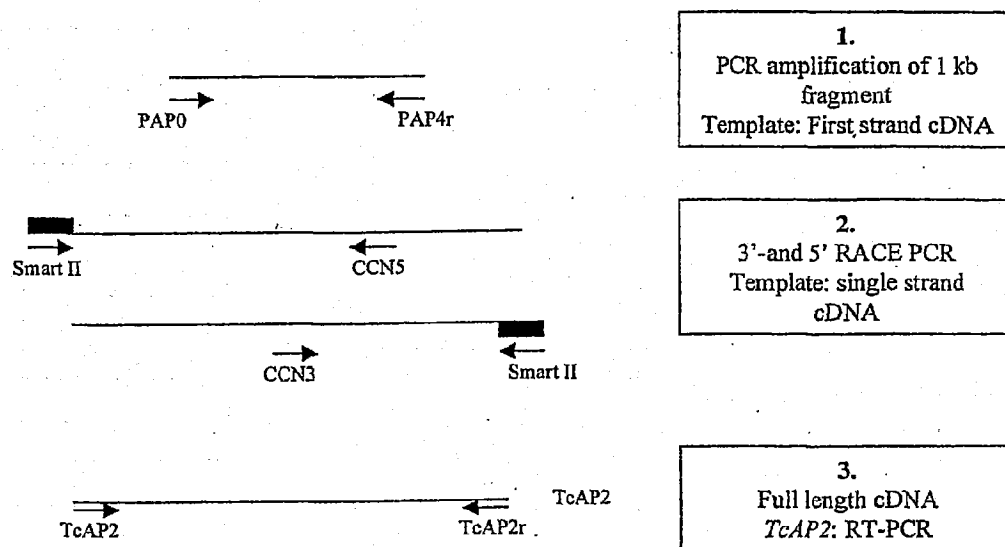 1.
PCR amplification of 1 kb
fragment
Template: First strand cDNA
PAP0
PAP4r
2.
3'-and 5' RACE PCR
Template: single strand
cDNA
Smart II
CCN5
CCN3
Smart II
3.
Full length cDNA
TcAP2: RT-PCR
TcAP2
TcAP2r
TcAP2